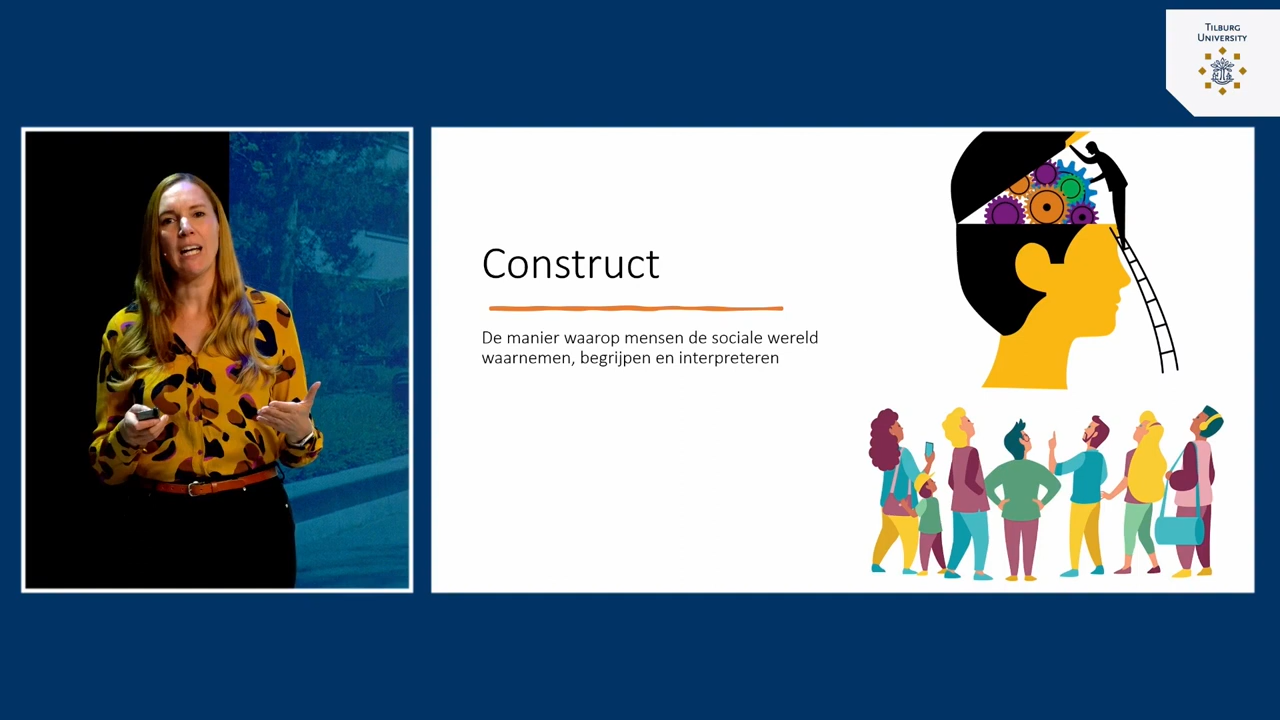 TILBURG
UNIVERSITY
Construct
De manier waarop mensen de sociale wereld
waarnemen, begrijpen en interpreteren